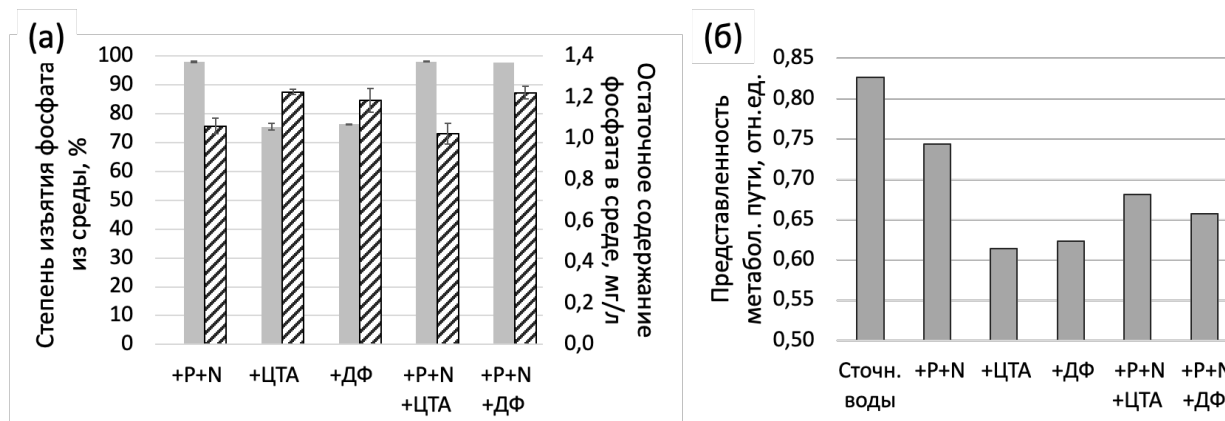 (а)
Степень изъятия фосфата
из среды, %
100
90
80
70
60
50
40
30
20
10
0
1,4
1,2
1,0
0,8
0,6
0,4
0,2
0,0
Остаточное содержание
фосфата в среде, мг/л
+P+N
+ЦТА
+ДФ
+P+N
+P+N
+ЦТА
+ДФ
(б)
Представленность
метабол. пути, отн.ед.
0,85
0,80
0,75
0,70
0,65
0,60
0,55
0,50
Сточн.
воды
+P+N
+ЦТА
+ДФ
+P+N
+ЦТА
+P+N
+ДФ